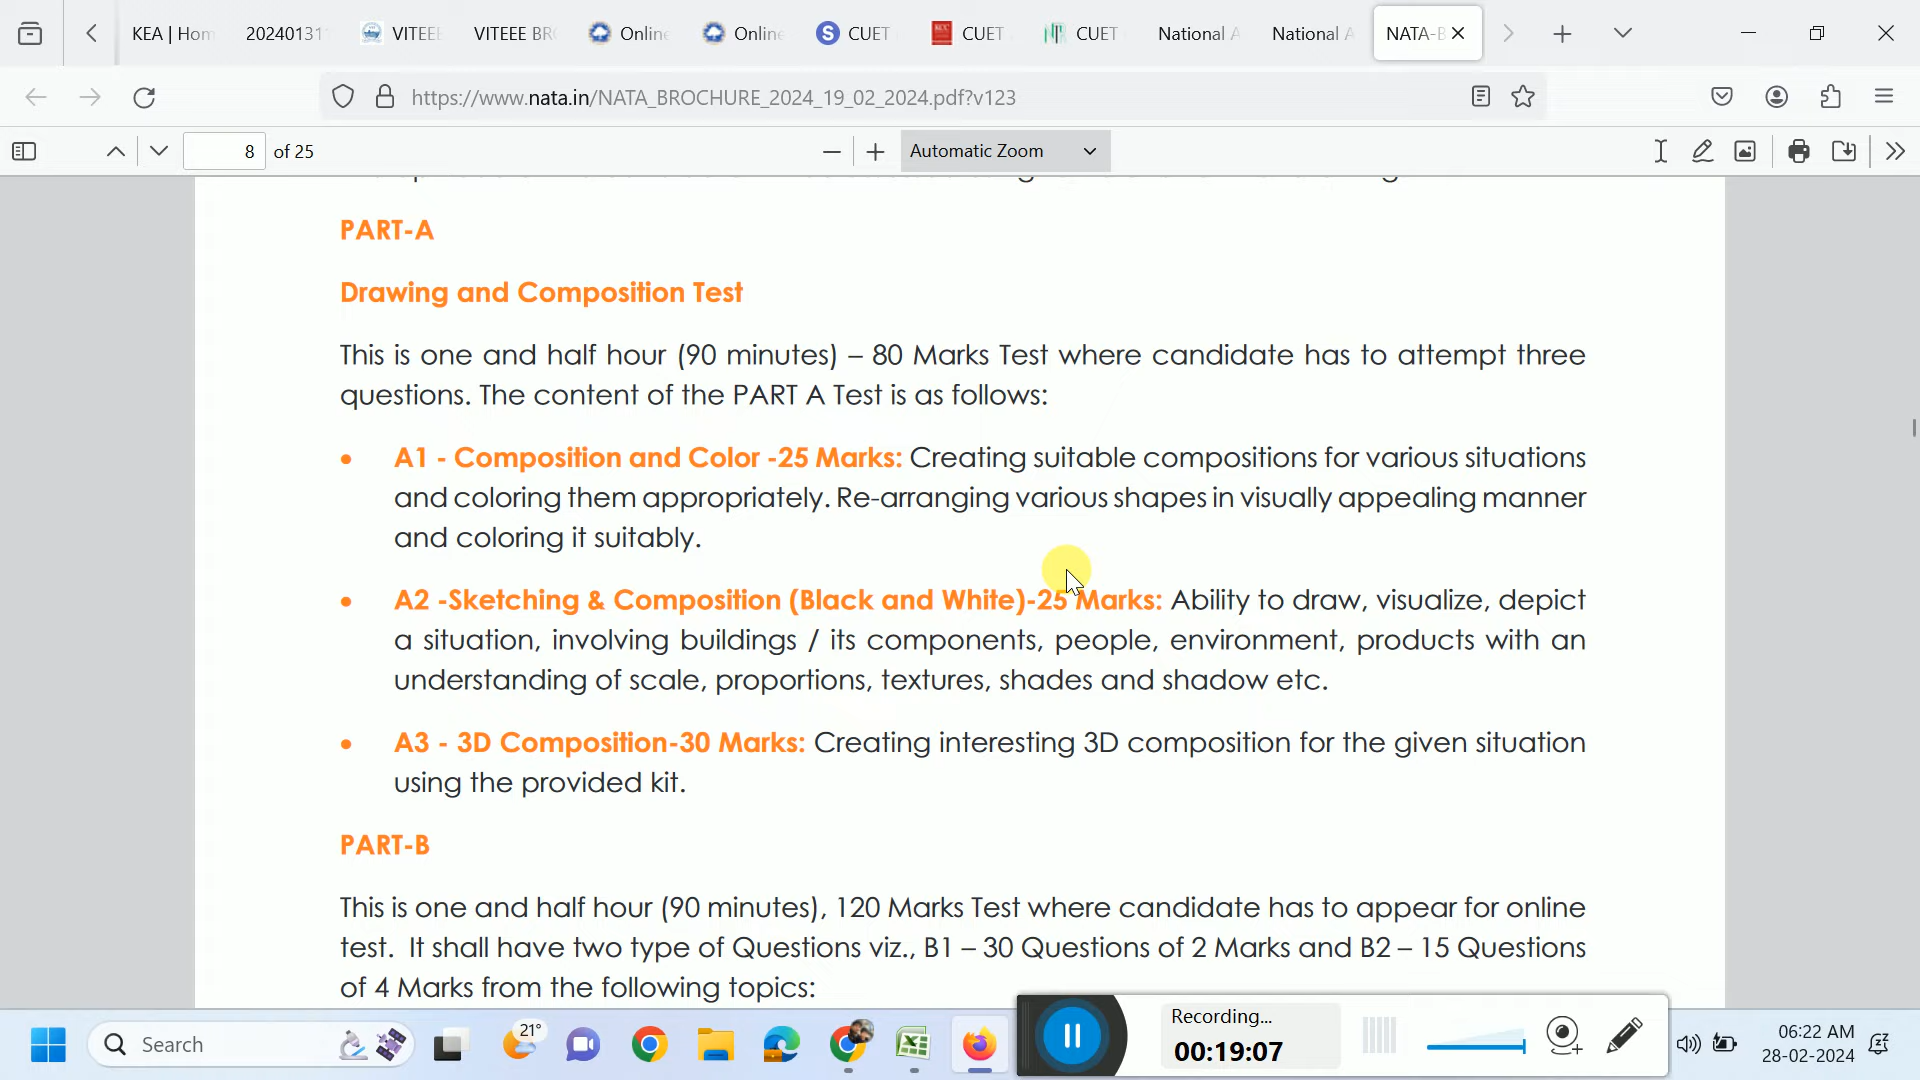 KEA | Hom
20240131
VITEEE
VITEEE BR
Online
Online
CUET
CUET
CUET
National A
National A
NATA-B
https://www.nata.in/NATA_BROCHURE_2024_19_02_2024.pdf?v123
8 of 25
Automatic Zoom
PART-A
Drawing and Composition Test
This is one and half hour (90 minutes) – 80 Marks Test where candidate has to attempt three
questions. The content of the PART A Test is as follows:
• A1 - Composition and Color -25 Marks: Creating suitable compositions for various situations
and coloring them appropriately. Re-arranging various shapes in visually appealing manner
and coloring it suitably.
• A2 -Sketching & Composition (Black and White)-25 Marks: Ability to draw, visualize, depict
a situation, involving buildings / its components, people, environment, products with an
understanding of scale, proportions, textures, shades and shadow etc.
• A3 - 3D Composition-30 Marks: Creating interesting 3D composition for the given situation
using the provided kit.
PART-B
This is one and half hour (90 minutes), 120 Marks Test where candidate has to appear for online
test. It shall have two type of Questions viz., B1 – 30 Questions of 2 Marks and B2 – 15 Questions
of 4 Marks from the following topics:
Search
21°
Recording...
00:19:07
06:22 AM
28-02-2024